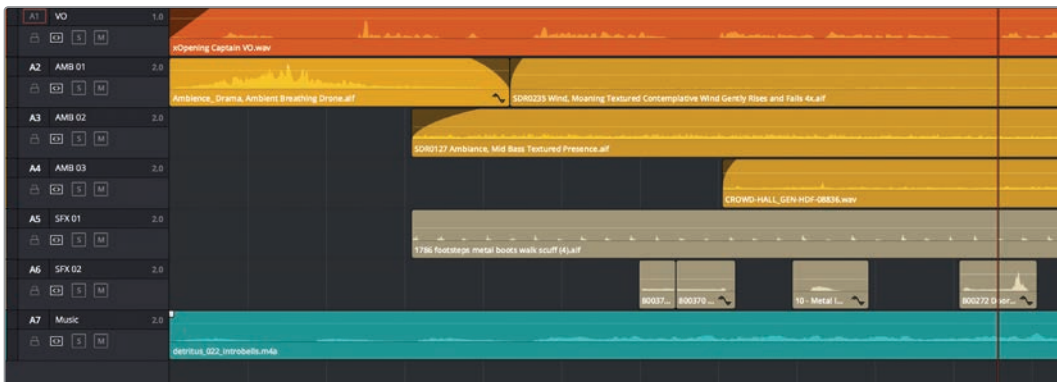 A1 VO 1.0
S M
xOpening Captain VO.wav
A2 AMB 01 2.0
S M
Ambience_ Drama, Ambient Breathing Drone.aif
SDR0235 Wind, Moaning Textured Contemplative Wind Gently Rises and Falls 4x.aif
A3 AMB 02 2.0
S M
SDR0127 Ambiance, Mid Bass Textured Presence.aif
A4 AMB 03 2.0
S M
CROWD-HALL_GEN-HDF-08836.wav
A5 SFX 01 2.0
S M
1786 footsteps metal boots walk scuff (4).aif
A6 SFX 02 2.0
S M
80037...
800370 ...
10 - Metal I...
800272 Door...
A7 Music 2.0
S M
detritus_022_introbells.m4a